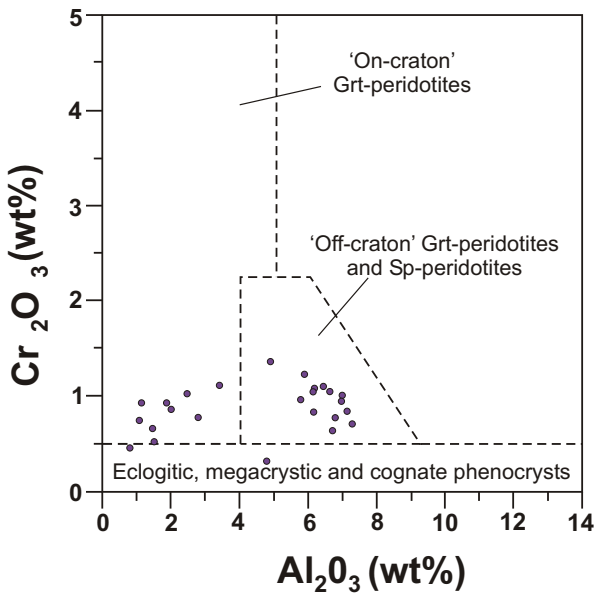 5
4
3
2
1
0
Cr2O3 (wt%)
'On-craton'
Grt-peridotites
'Off-craton' Grt-peridotites
and Sp-peridotites
Eclogitic, megacrystic and cognate phenocrysts
0 2 4 6 8 10 12 14
Al203 (wt%)